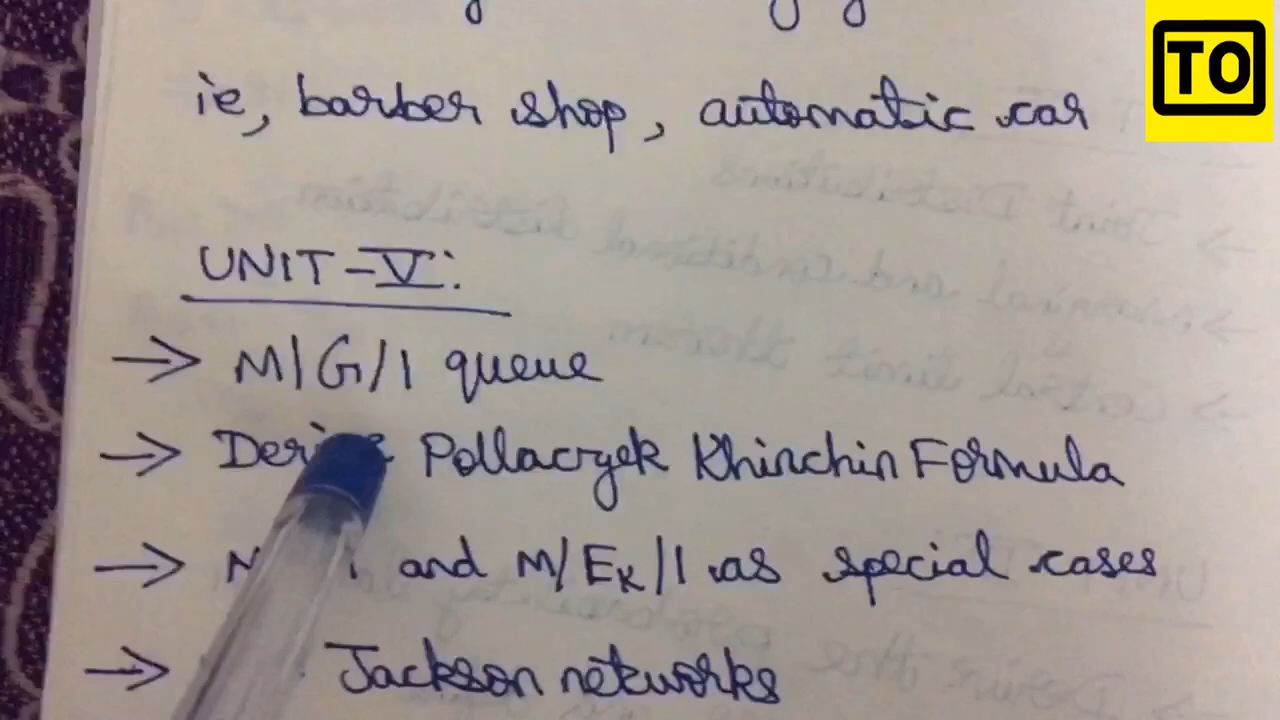 TO
ie, barber shop, automatic car
UNIT-V:
→ M/G/1 queue
→ Pollaczek Khinchin Formula
→ and M/Ek/1 as special cases
→ Jackson networks